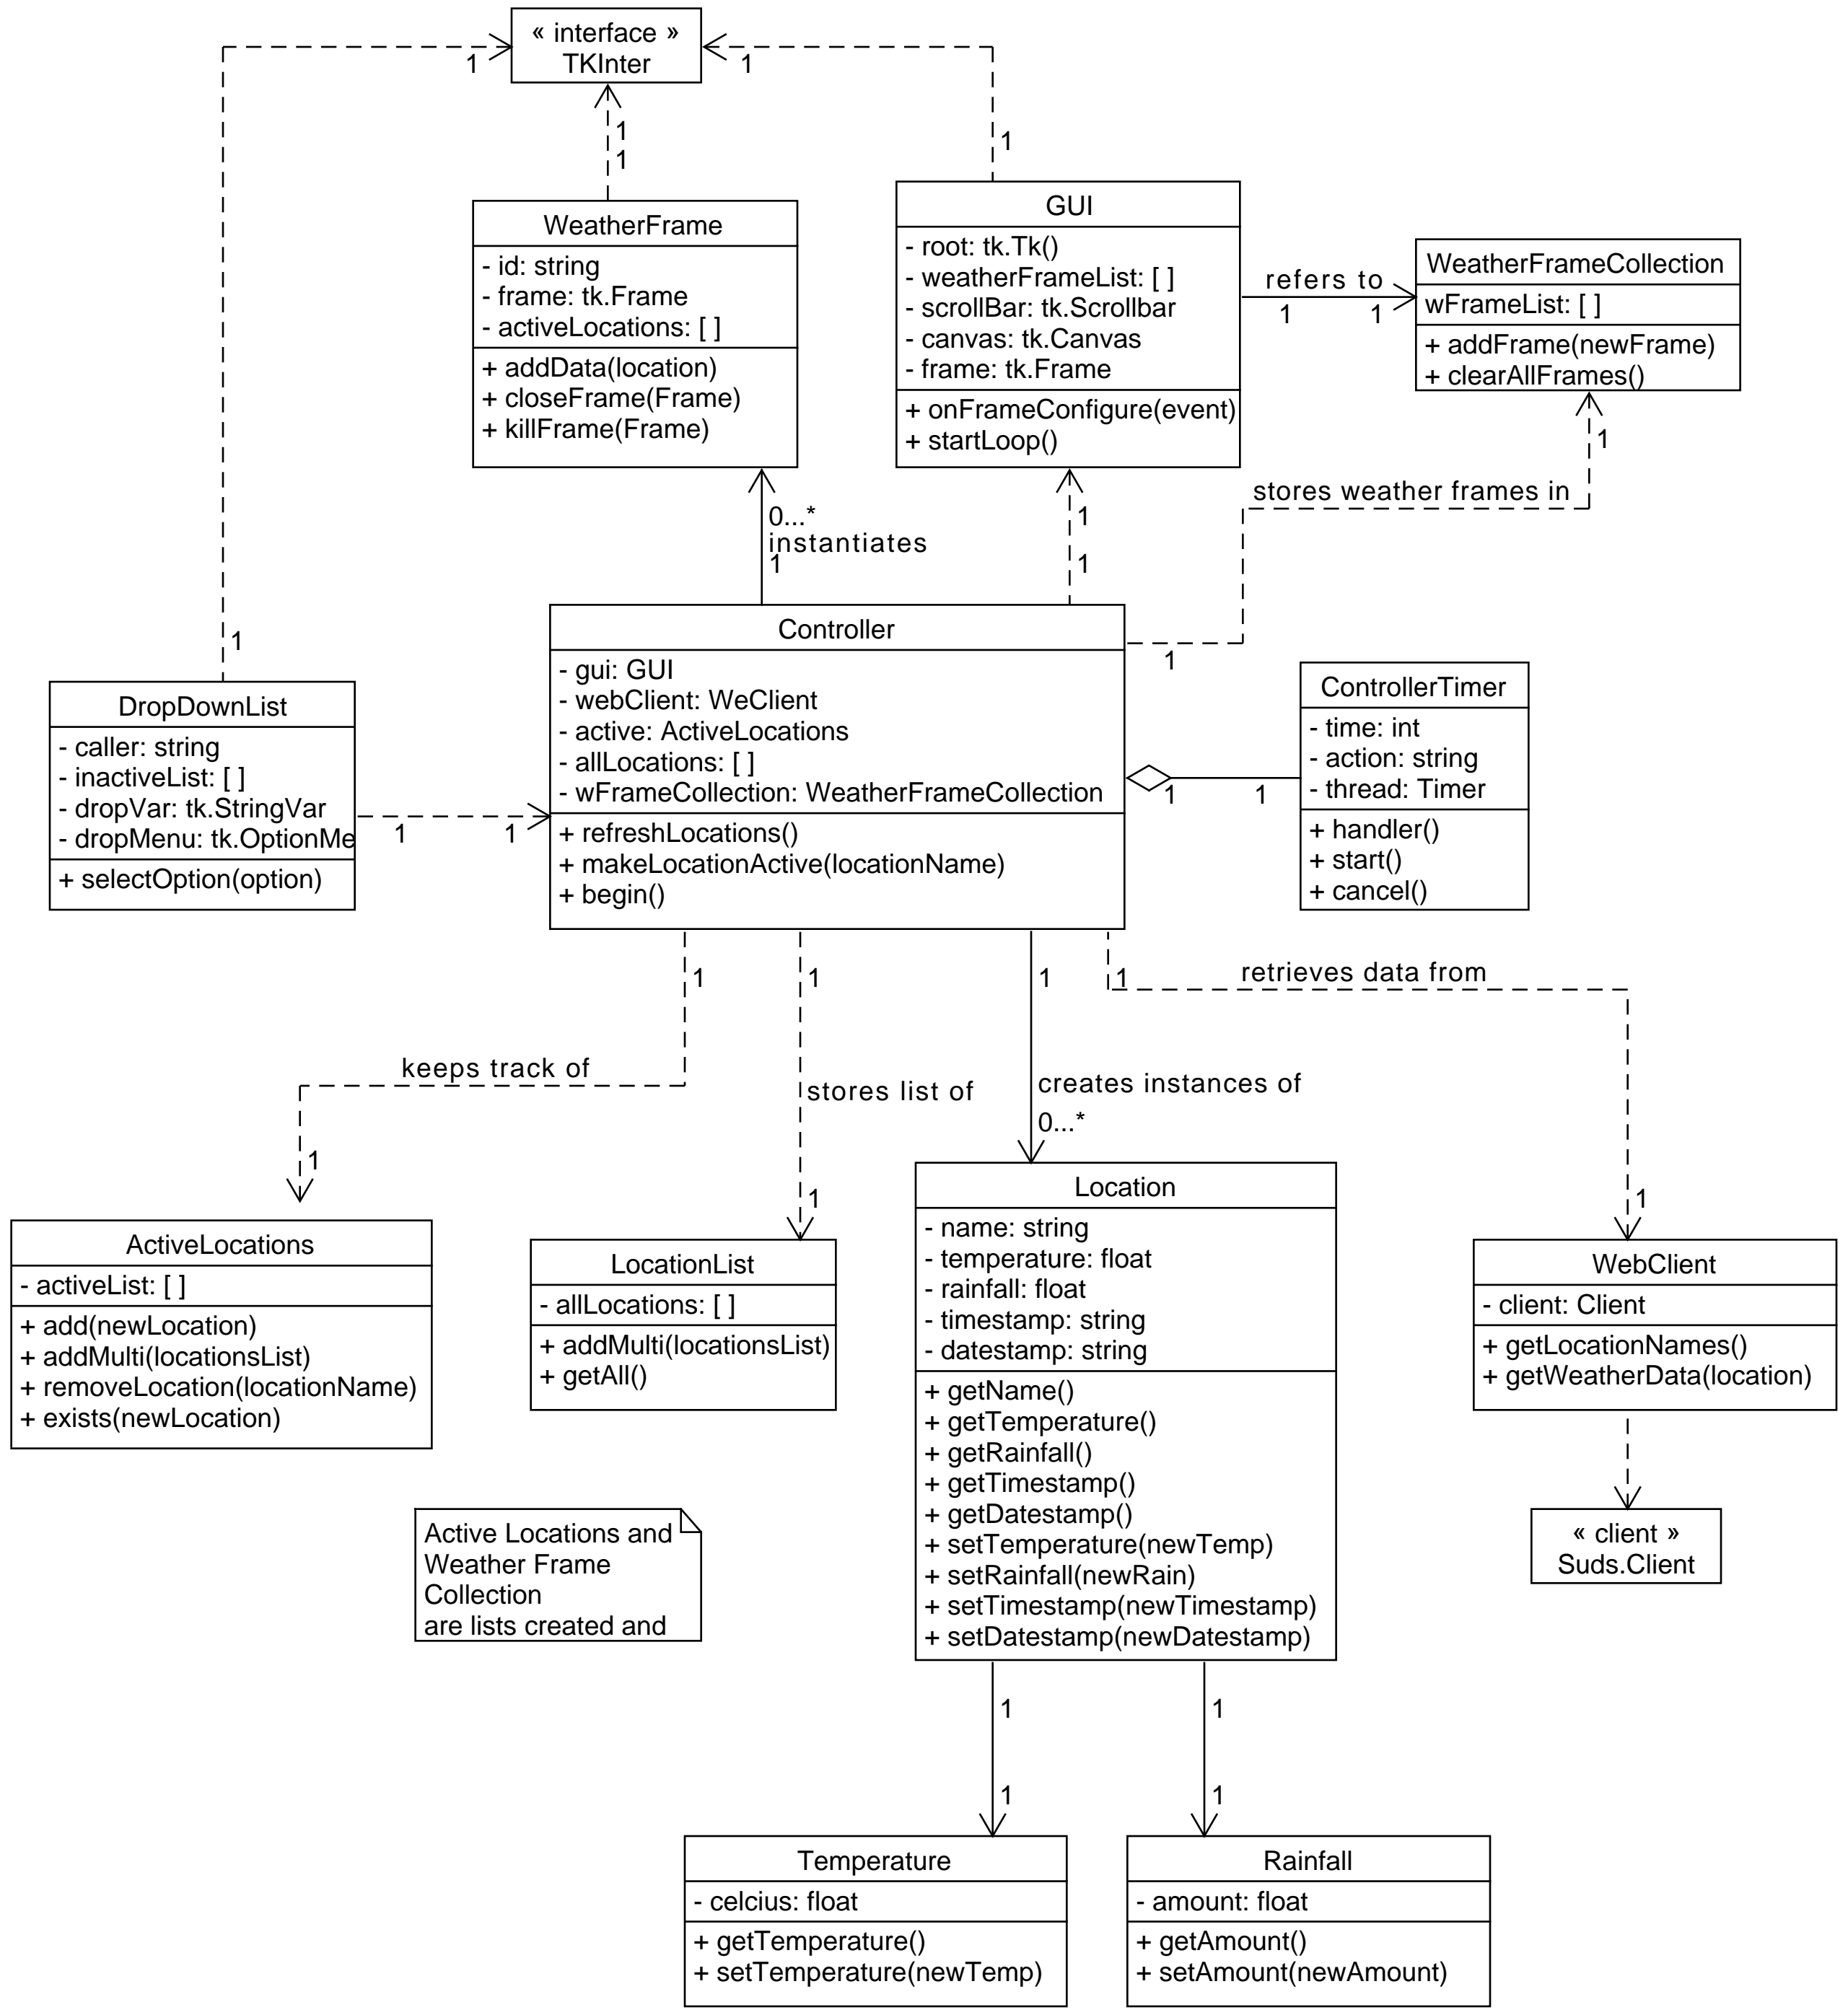 « interface »
TKInter
1
1
1
1
1
WeatherFrame
- id: string
- frame: tk.Frame
- activeLocations: [ ]
+ addData(location)
+ closeFrame(Frame)
+ killFrame(Frame)
GUI
- root: tk.Tk()
- weatherFrameList: [ ]
- scrollBar: tk.Scrollbar
- canvas: tk.Canvas
- frame: tk.Frame
+ onFrameConfigure(event)
+ startLoop()
refers to
1
1
WeatherFrameCollection
wFrameList: [ ]
+ addFrame(newFrame)
+ clearAllFrames()
1
stores weather frames in
0...*
instantiates
1
1
1
1
1
Controller
- gui: GUI
- webClient: WeClient
- active: ActiveLocations
- allLocations: [ ]
- wFrameCollection: WeatherFrameCollection
+ refreshLocations()
+ makeLocationActive(locationName)
+ begin()
DropDownList
- caller: string
- inactiveList: [ ]
- dropVar: tk.StringVar
- dropMenu: tk.OptionMe
+ selectOption(option)
1
1
1
1
ControllerTimer
- time: int
- action: string
- thread: Timer
+ handler()
+ start()
+ cancel()
1
1
1
1
retrieves data from
keeps track of
stores list of
creates instances of
0...*
1
1
1
ActiveLocations
- activeList: [ ]
+ add(newLocation)
+ addMulti(locationsList)
+ removeLocation(locationName)
+ exists(newLocation)
LocationList
- allLocations: [ ]
+ addMulti(locationsList)
+ getAll()
Location
- name: string
- temperature: float
- rainfall: float
- timestamp: string
- datestamp: string
+ getName()
+ getTemperature()
+ getRainfall()
+ getTimestamp()
+ getDatestamp()
+ setTemperature(newTemp)
+ setRainfall(newRain)
+ setTimestamp(newTimestamp)
+ setDatestamp(newDatestamp)
WebClient
- client: Client
+ getLocationNames()
+ getWeatherData(location)
« client »
Suds.Client
Active Locations and
Weather Frame
Collection
are lists created and
1
1
1
1
Temperature
- celcius: float
+ getTemperature()
+ setTemperature(newTemp)
Rainfall
- amount: float
+ getAmount()
+ setAmount(newAmount)